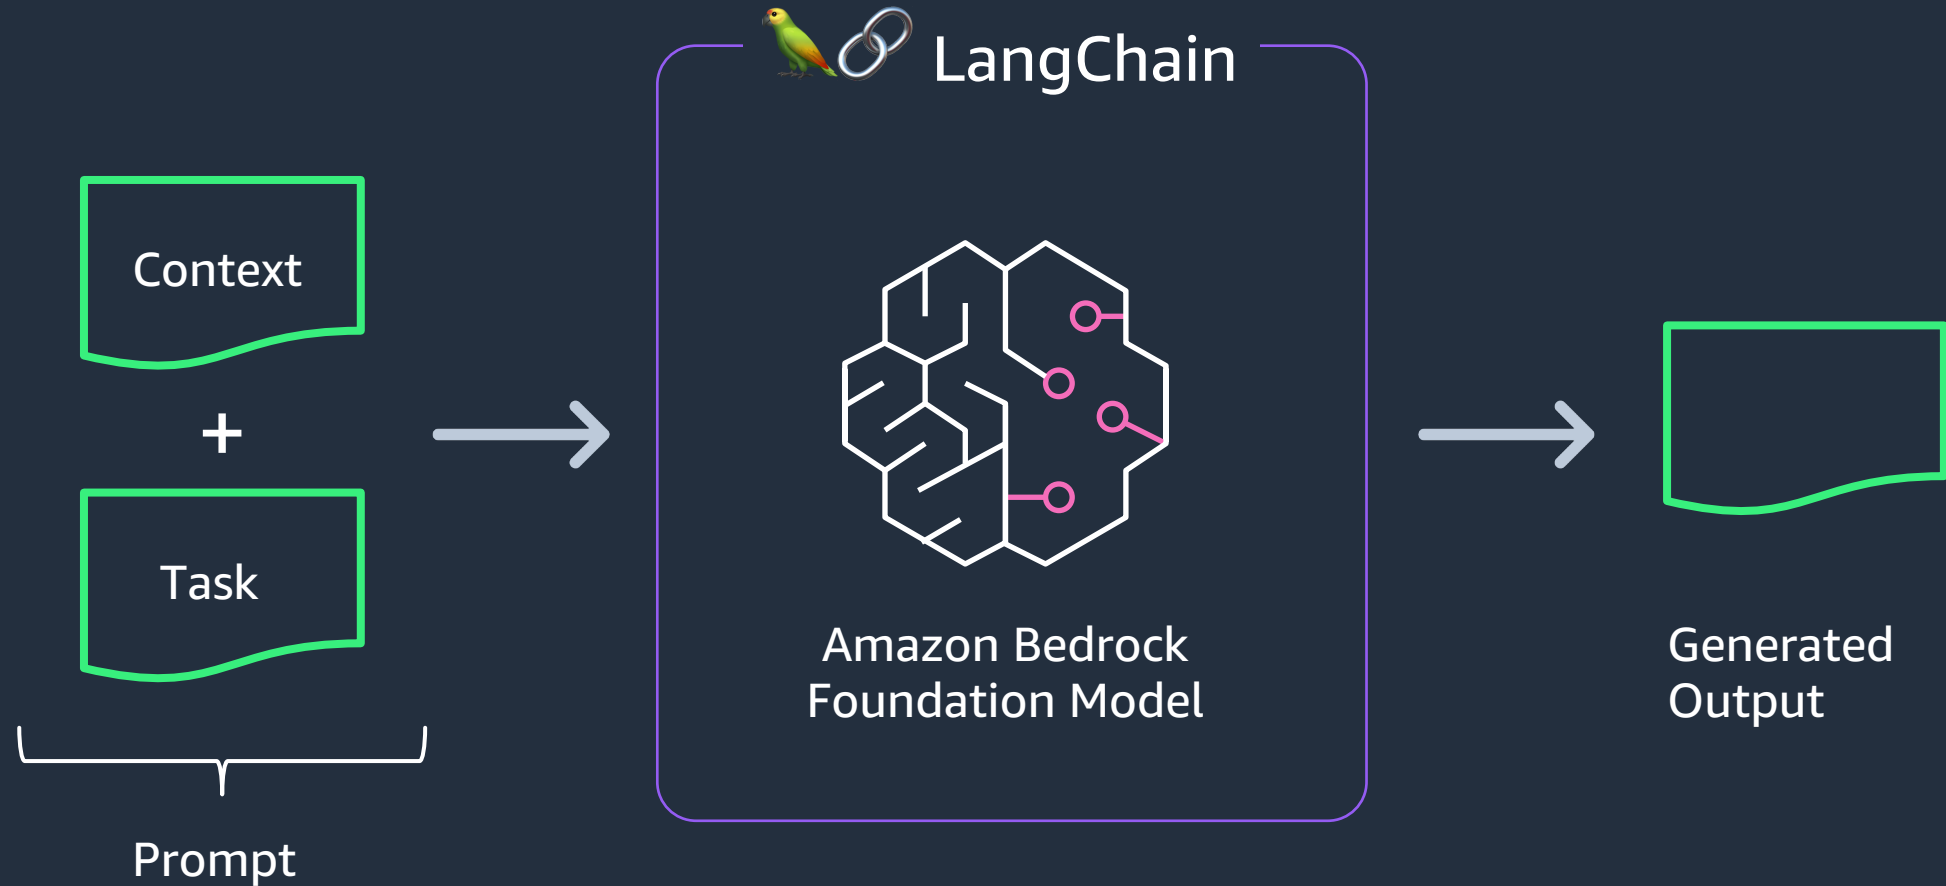 LangChain
Context
+
Task
Prompt
Amazon Bedrock
Foundation Model
Generated
Output